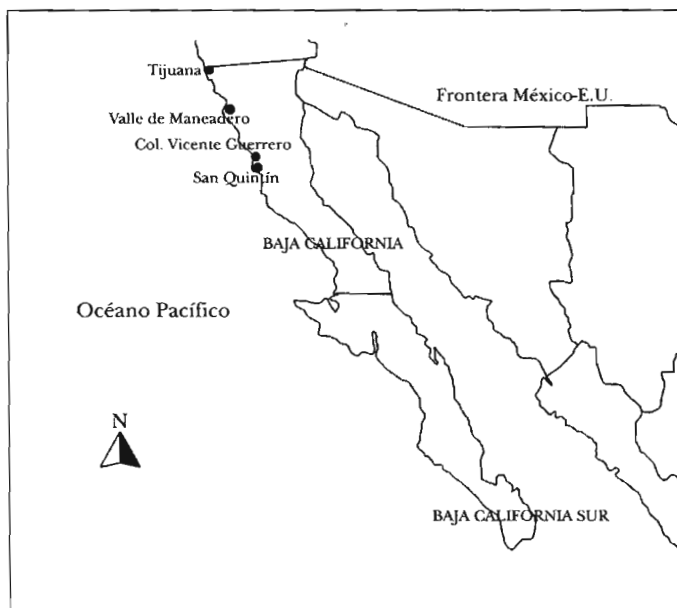 Tijuana
Frontera México-E.U.
Valle de Maneadero
Col. Vicente Guerrero
San Quintín
BAJA CALIFORNIA
Océano Pacífico
N
BAJA CALIFORNIA SUR